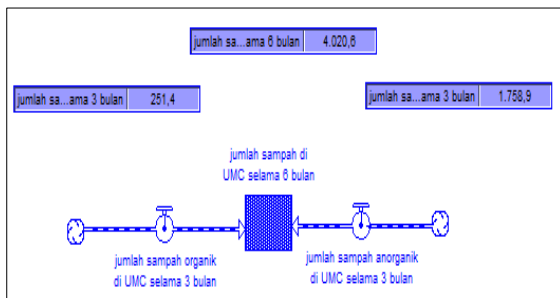 jumlah sa...ama 6 bulan 4.020,6
jumlah sa...ama 3 bulan 251,4
jumlah sa...ama 3 bulan 1.758,9
jumlah sampah di
UMC selama 6 bulan
jumlah sampah organik
di UMC selama 3 bulan
jumlah sampah anorganik
di UMC selama 3 bulan